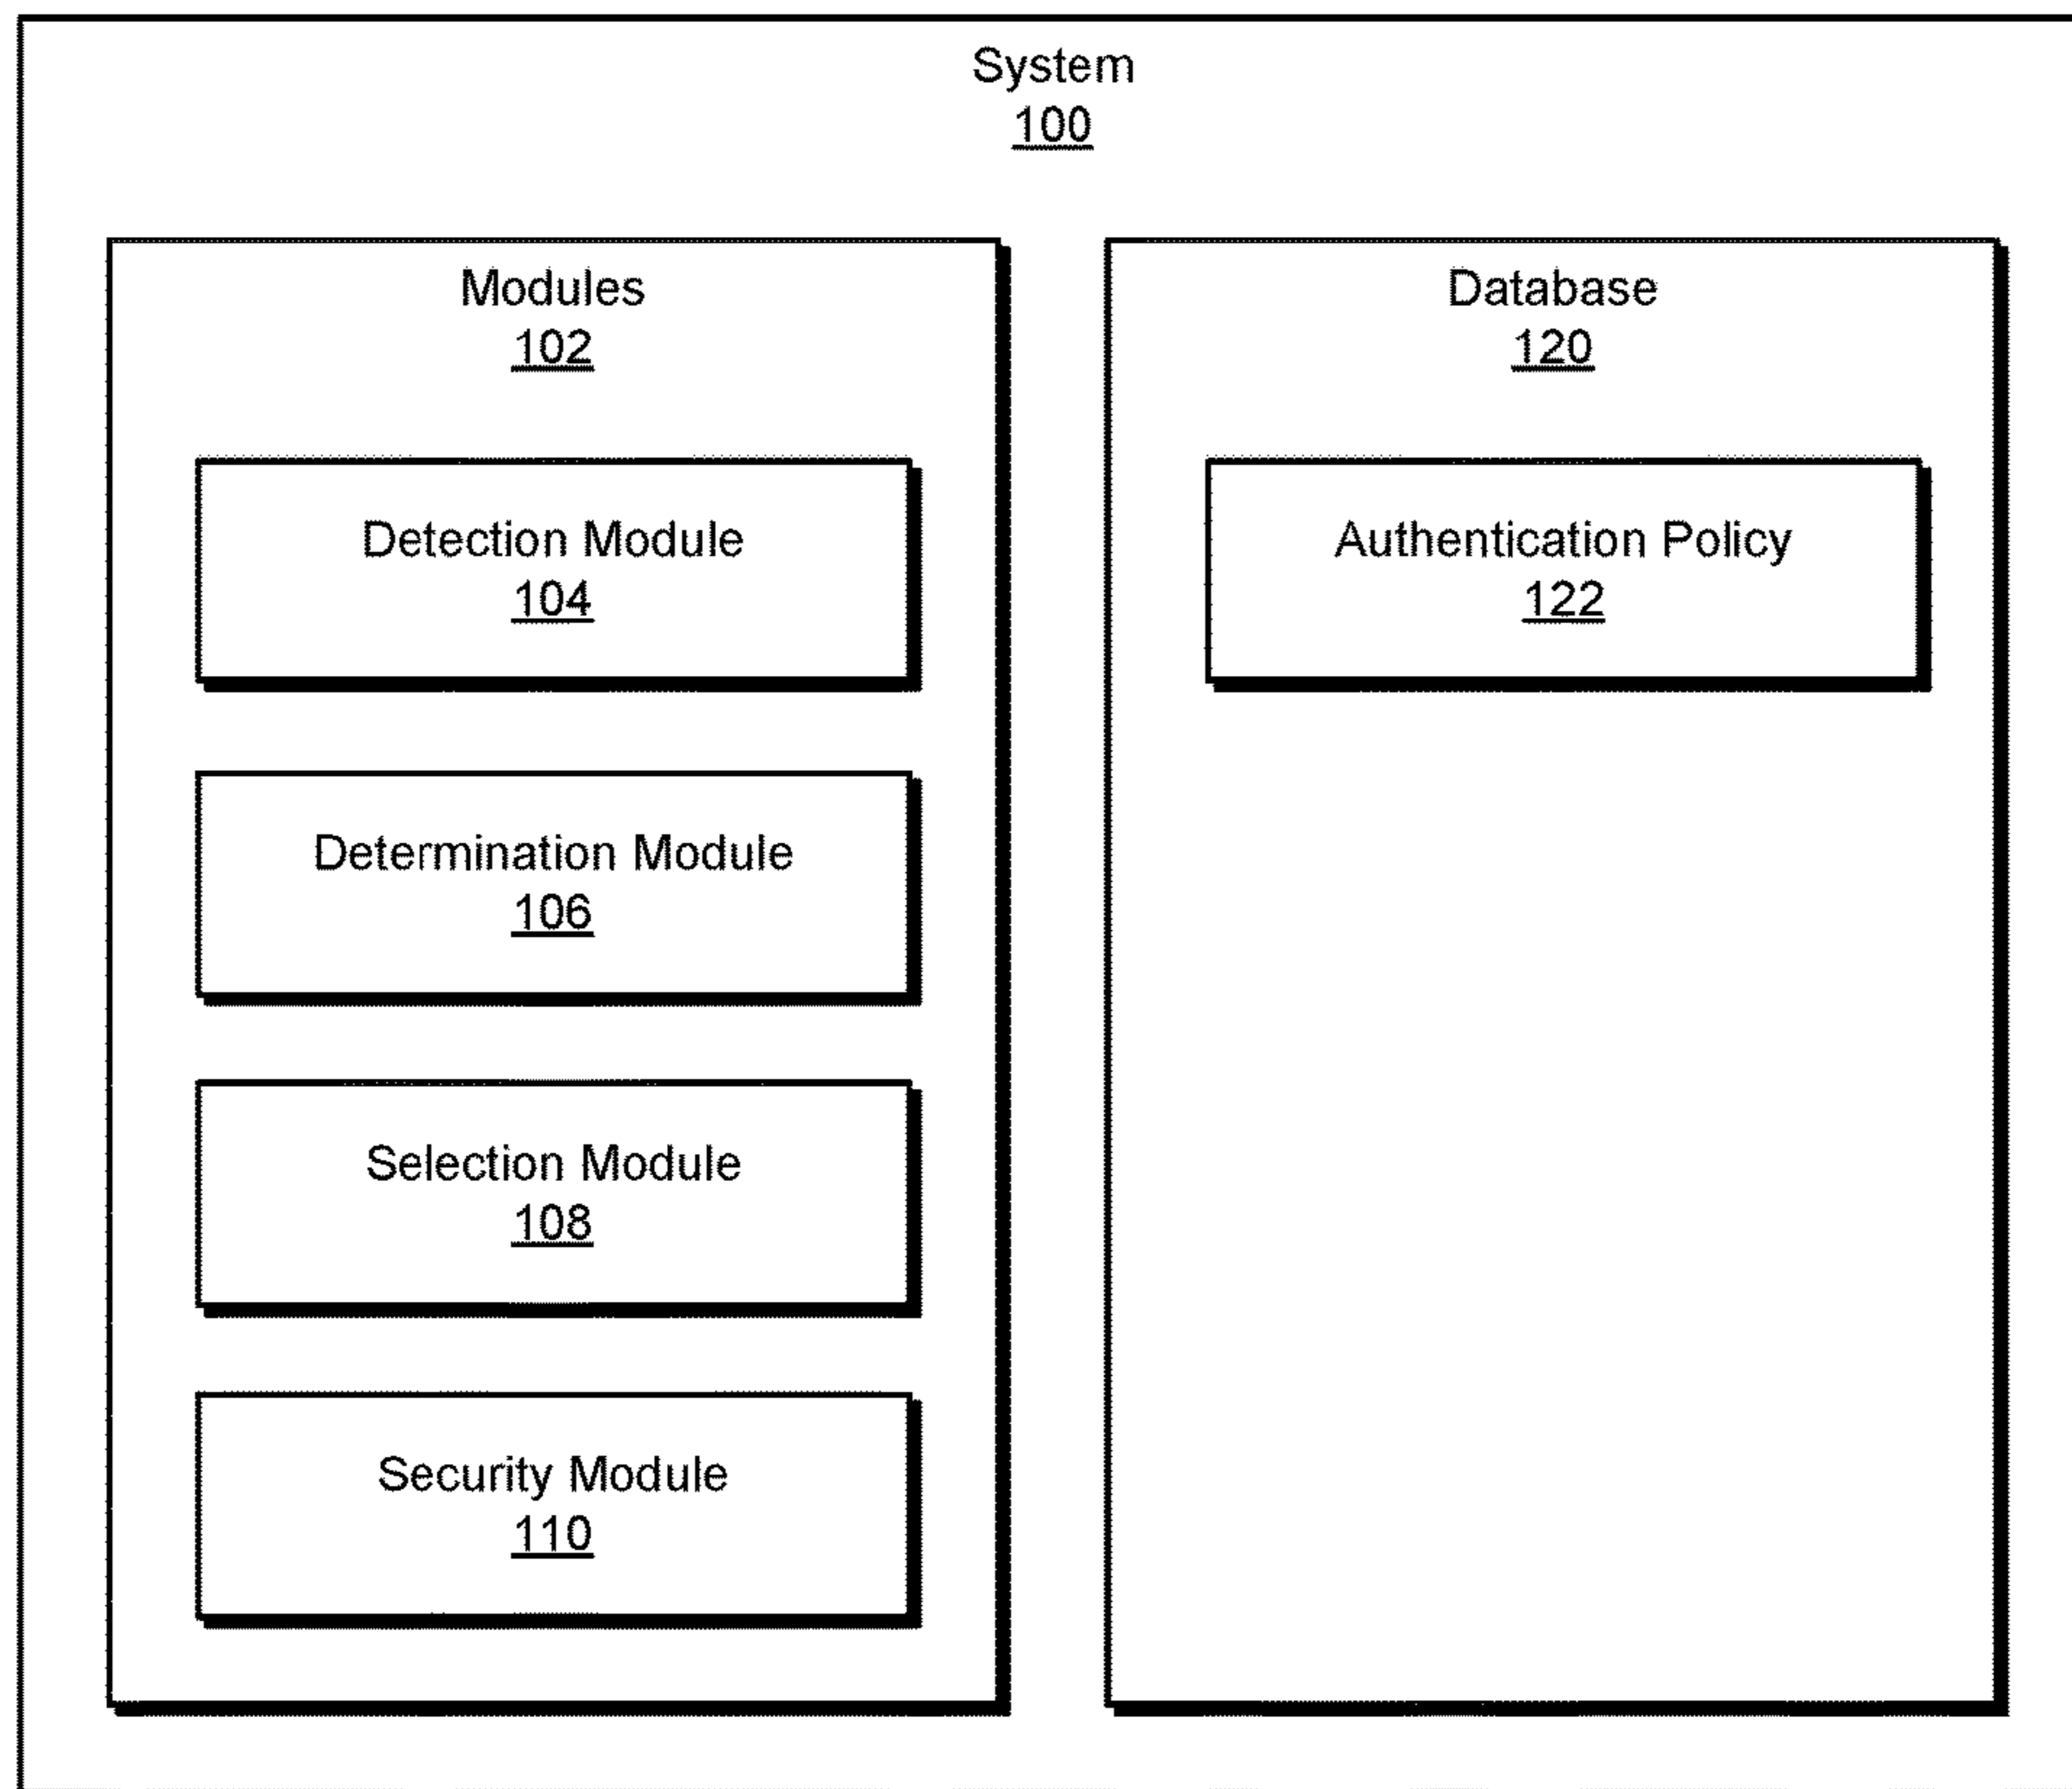 System
100
Modules
102
Detection Module
104
Determination Module
106
Selection Module
108
Security Module
110
Database
120
Authentication Policy
122